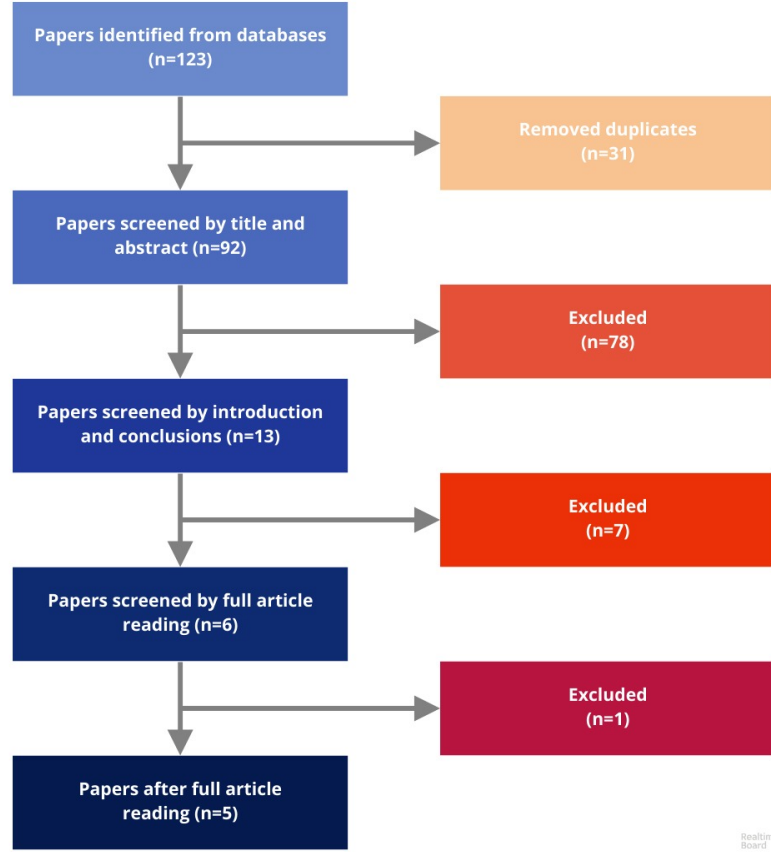 Papers identified from databases
(n=123)
Removed duplicates
(n=31)
Papers screened by title and
abstract (n=92)
Excluded
(n=78)
Papers screened by introduction
and conclusions (n=13)
Excluded
(n=7)
Papers screened by full article
reading (n=6)
Excluded
(n=1)
Papers after full article
reading (n=5)
Realtim
Board